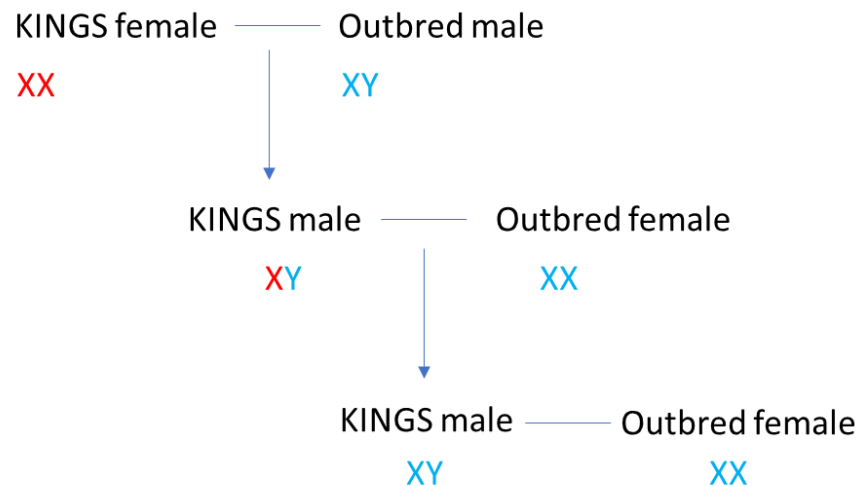 KINGS female Outbred male
XX XY
KINGS male Outbred female
XY XX
KINGS male Outbred female
XY XX